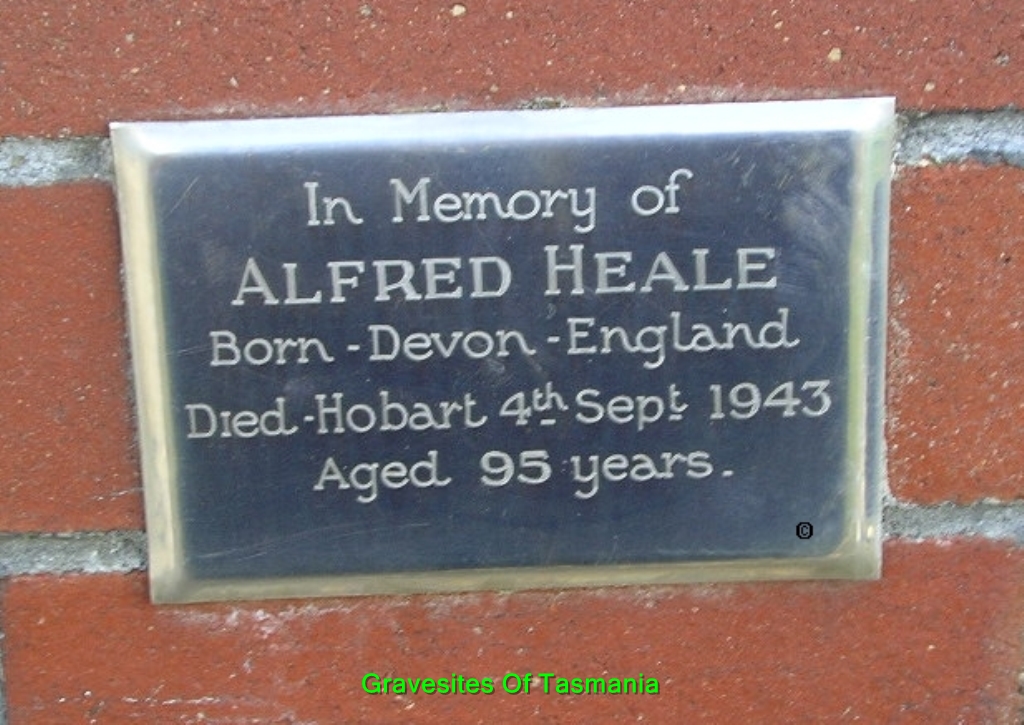 In Memory of
ALFRED HEALE
Born - Devon - England
Died - Hobart 4th Sept 1943
Aged 95 years.
©
Gravesites Of Tasmania